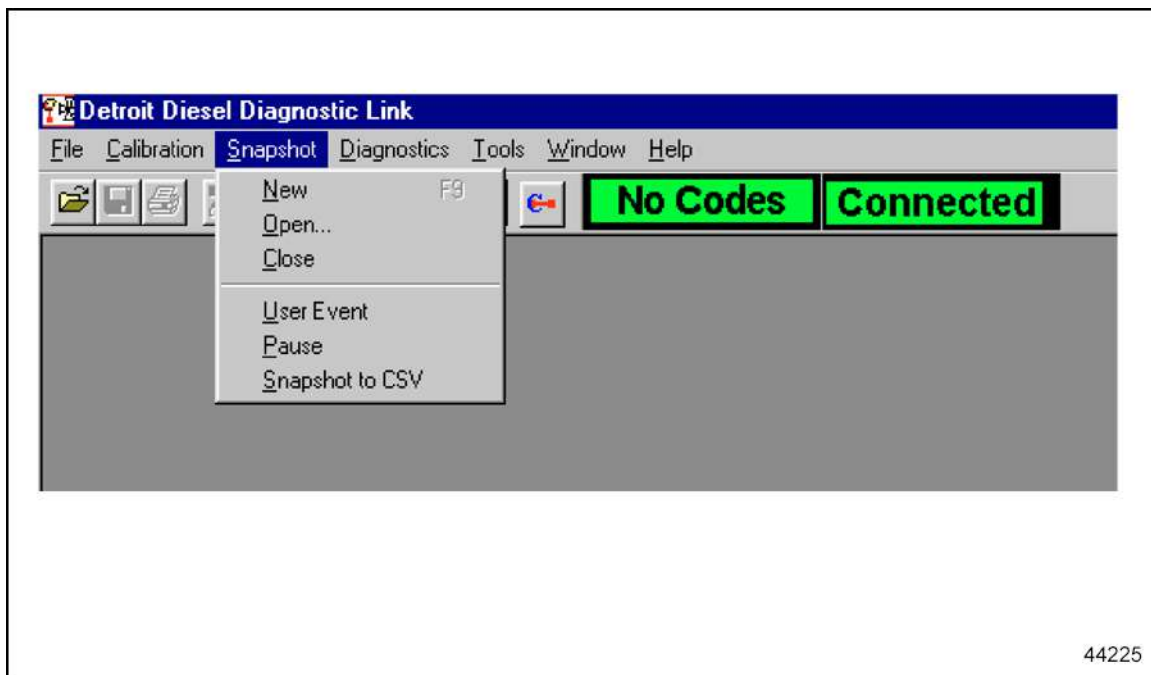 Detroit Diesel Diagnostic Link
File Calibration Snapshot Diagnostics Tools Window Help
No Codes Connected
New F9
Open...
Close
User Event
Pause
Snapshot to CSV
44225